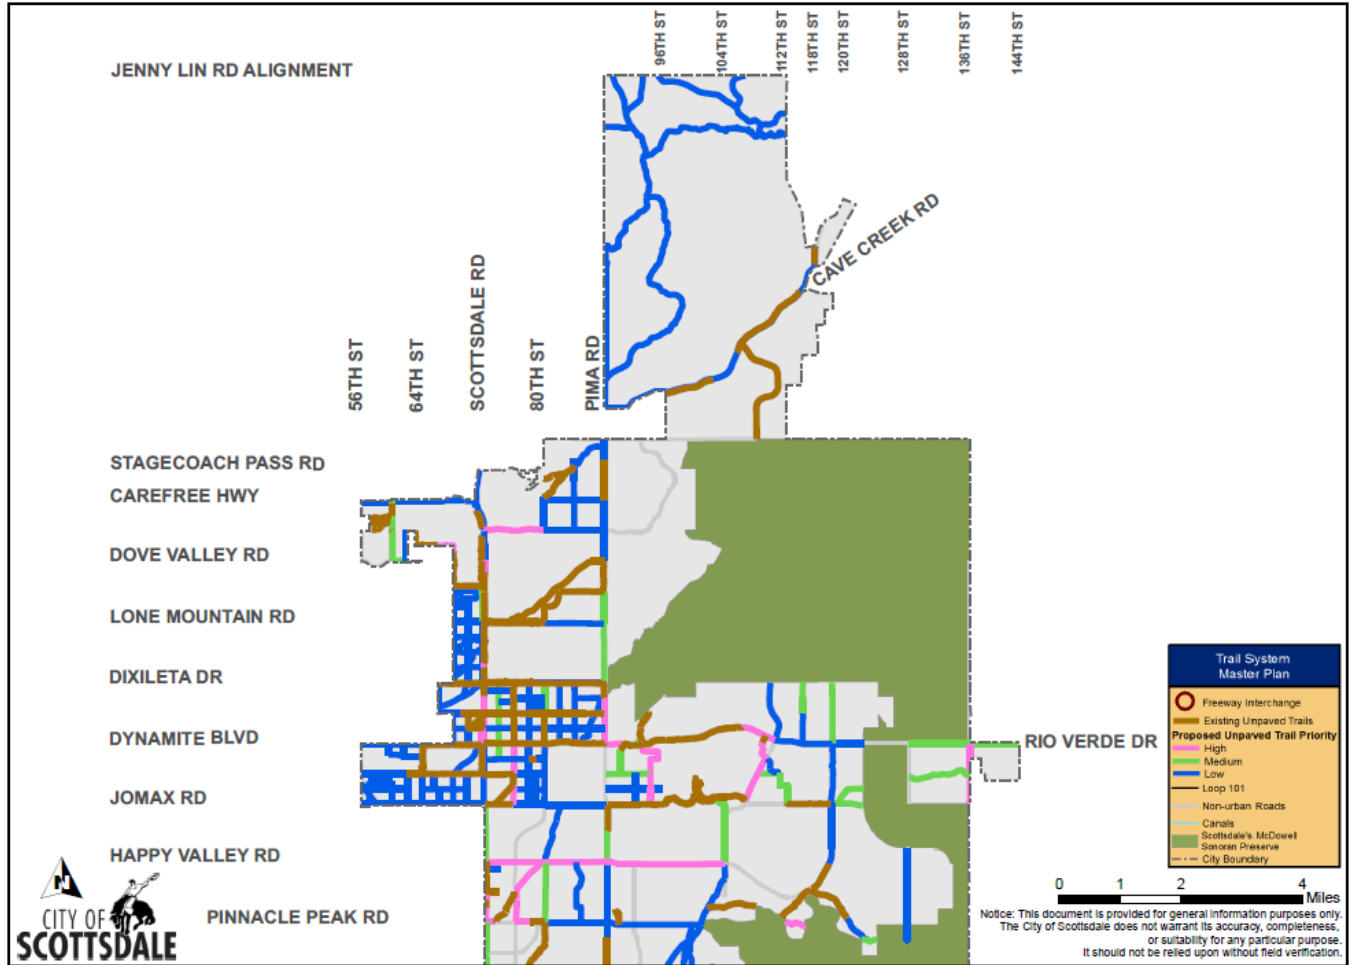 96TH ST
104TH ST
112TH ST
118TH ST
120TH ST
128TH ST
136TH ST
144TH ST
JENNY LIN RD ALIGNMENT
CAVE CREEK RD
56TH ST
64TH ST
SCOTTSDALE RD
80TH ST
PIMA RD
STAGECOACH PASS RD
CAREFREE HWY
DOVE VALLEY RD
LONE MOUNTAIN RD
DIXILETA DR
DYNAMITE BLVD
RIO VERDE DR
JOMAX RD
HAPPY VALLEY RD
PINNACLE PEAK RD
Trail System
Master Plan
Freeway Interchange
Existing Unpaved Trails
Proposed Unpaved Trail Priority
High
Medium
Low
Loop 101
Non-urban Roads
Canals
Scottsdale's McDowell
Sonoran Preserve
City Boundary
0 1 2 4
Miles
Notice: This document is provided for general information purposes only.
The City of Scottsdale does not warrant its accuracy, completeness,
or suitability for any particular purpose.
It should not be relied upon without field verification.
N
CITY OF
SCOTTSDALE